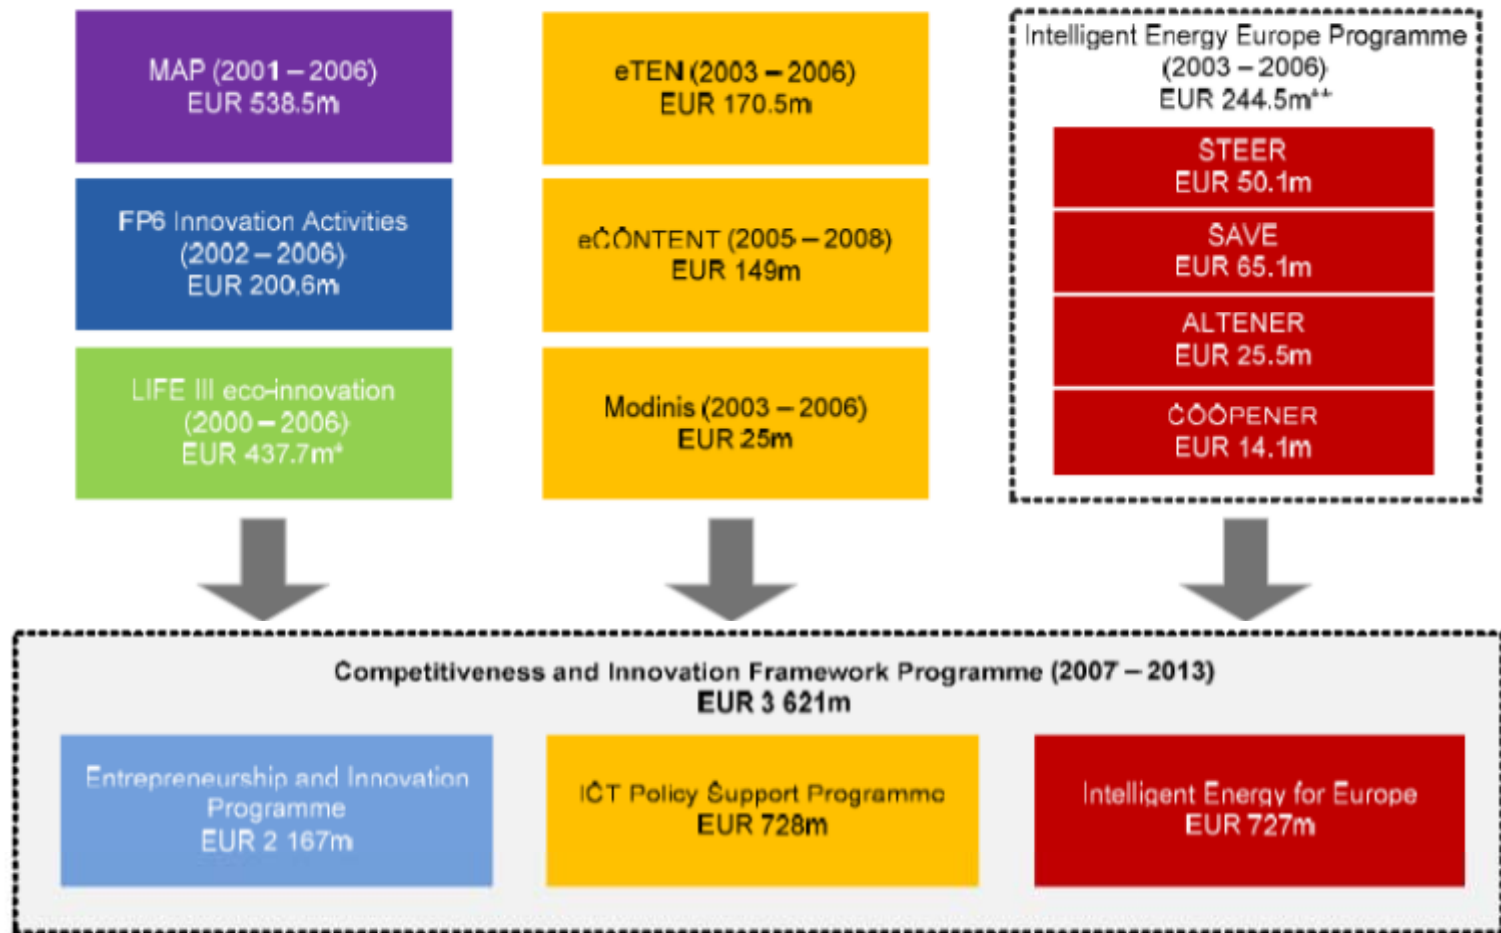 MAP (2001 – 2006)
EUR 538.5m
FP6 Innovation Activities
(2002 – 2006)
EUR 200,6m
LIFE III eco-innovation
(2000 – 2006)
EUR 437.7m*
eTEN (2003 – 2006)
EUR 170.5m
eCONTENT (2005 – 2008)
EUR 149m
Modinis (2003 – 2006)
EUR 25m
Intelligent Energy Europe Programme
(2003 – 2006)
EUR 244.5m**
STEER
EUR 50.1m
SAVE
EUR 65.1m
ALTENER
EUR 25.5m
COOPENER
EUR 14.1m
Competitiveness and Innovation Framework Programme (2007 – 2013)
EUR 3 621m
Entrepreneurship and Innovation
Programme
EUR 2 167m
ICT Policy Support Programme
EUR 728m
Intelligent Energy for Europe
EUR 727m